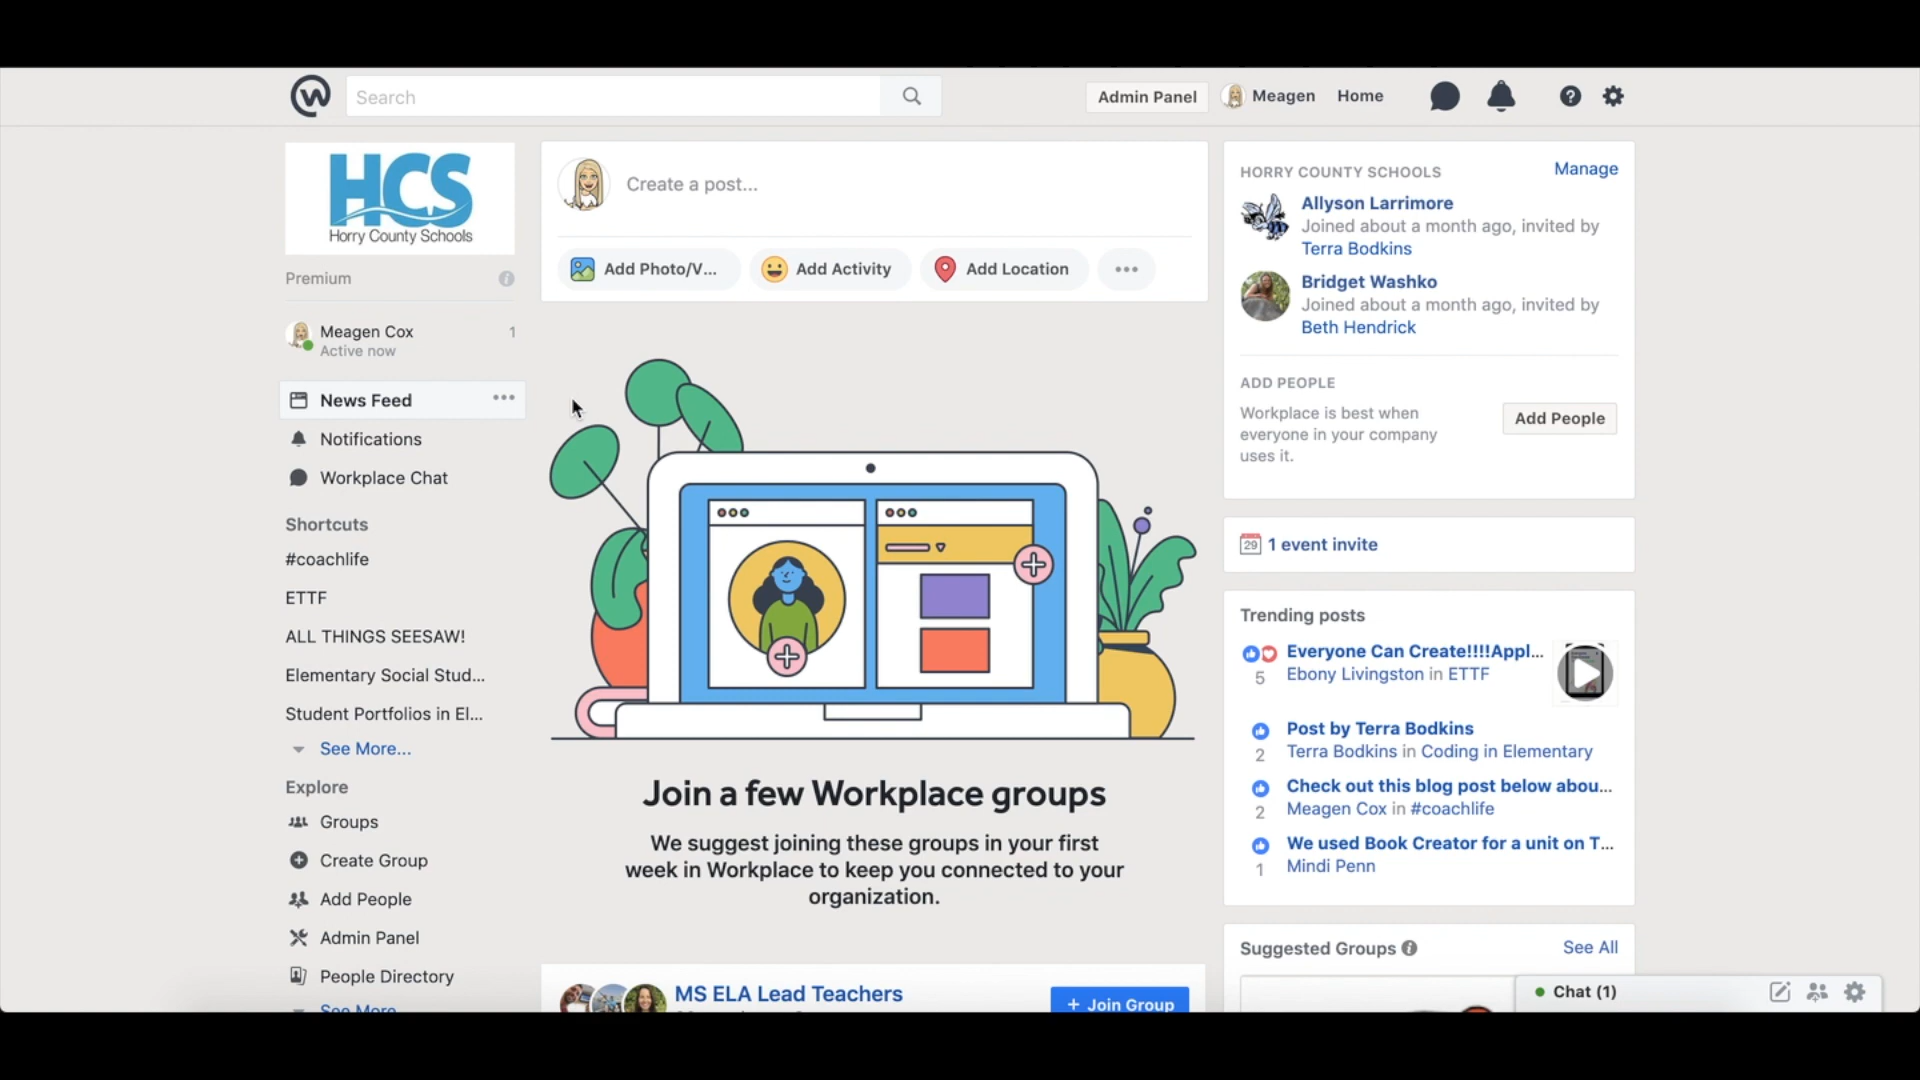 Search
Admin Panel
Meagen
Home
HCS
Horry County Schools
Premium
Meagen Cox
1
Active now
News Feed
Notifications
Workplace Chat
Shortcuts
#coachlife
ETTF
ALL THINGS SEESAW!
Elementary Social Stud...
Student Portfolios in El...
See More...
Explore
Groups
Create Group
Add People
Admin Panel
People Directory
See More...
Create a post...
Add Photo/V...
Add Activity
Add Location
Join a few Workplace groups
We suggest joining these groups in your first
week in Workplace to keep you connected to your
organization.
MS ELA Lead Teachers
+ Join Group
HORRY COUNTY SCHOOLS
Manage
Allyson Larrimore
Joined about a month ago, invited by
Terra Bodkins
Bridget Washko
Joined about a month ago, invited by
Beth Hendrick
ADD PEOPLE
Workplace is best when
everyone in your company
uses it.
Add People
29
1 event invite
Trending posts
Everyone Can Create!!!!Appl...
5
Ebony Livingston in ETTF
Post by Terra Bodkins
2
Terra Bodkins in Coding in Elementary
Check out this blog post below abou...
2
Meagen Cox in #coachlife
We used Book Creator for a unit on T...
1
Mindi Penn
Suggested Groups
See All
Chat (1)